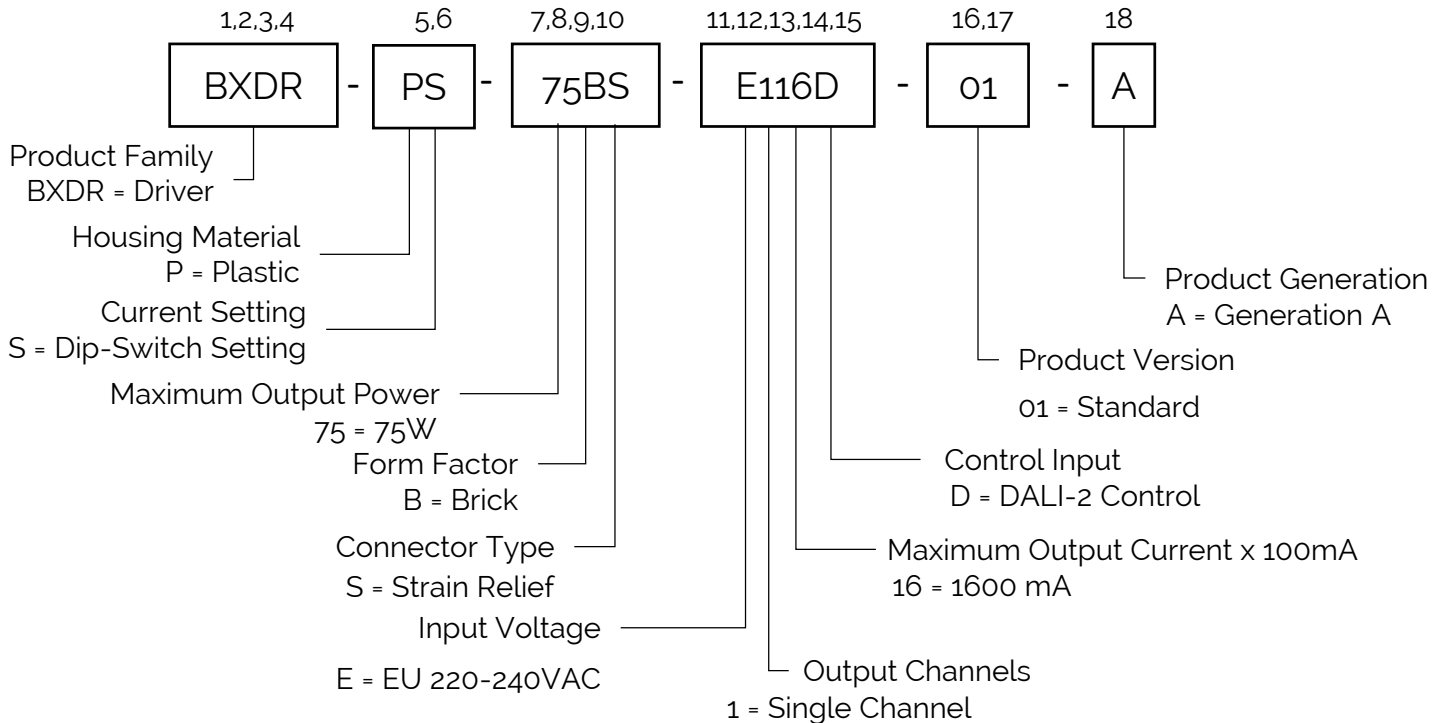 1,2,3,4 5,6 7,8,9,10 11,12,13,14,15 16,17 18
BXDR - PS - 75BS - E116D - 01 - A
Product Family
BXDR = Driver
Housing Material
P = Plastic
Current Setting
S = Dip-Switch Setting
Maximum Output Power
75 = 75W
Form Factor
B = Brick
Connector Type
S = Strain Relief
Input Voltage
E = EU 220-240VAC
Product Generation
A = Generation A
Product Version
01 = Standard
Control Input
D = DALI-2 Control
Maximum Output Current x 100mA
16 = 1600 mA
Output Channels
1 = Single Channel